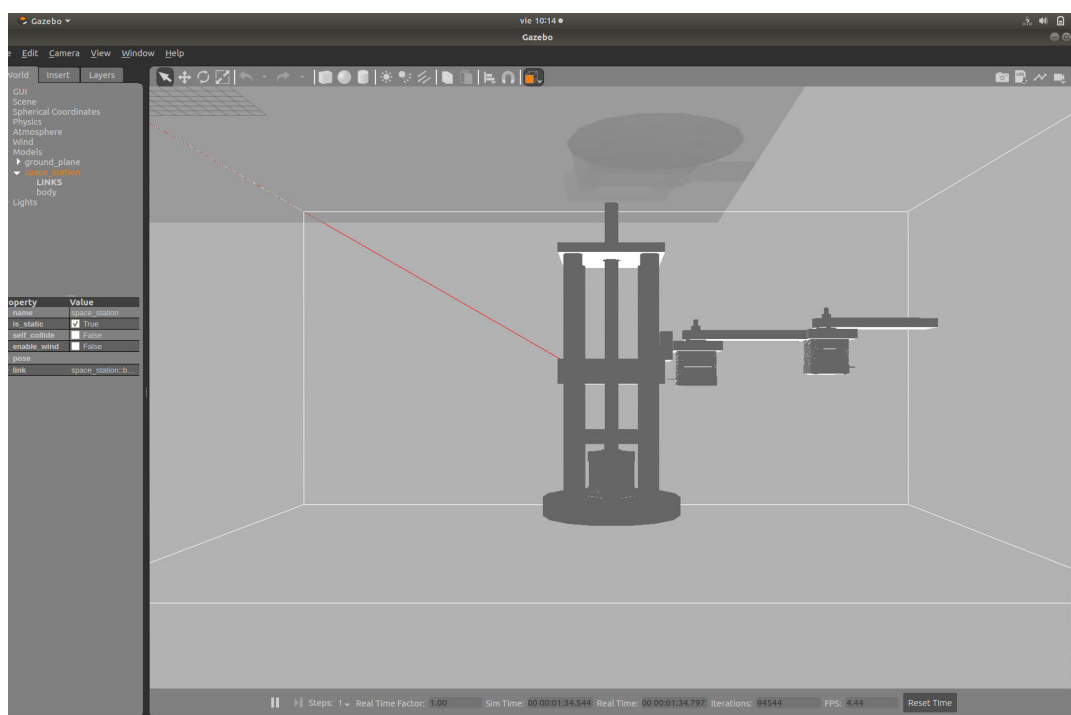 Gazebo
vie 10:14
Gazebo
Edit Camera View Window Help
World Insert Layers
GUI
Scene
Spherical Coordinates
Physics
Atmosphere
Wind
Models
ground_plane
space_station
LINKS
body
Lights
Property Value
name space_station
is_static True
self_collide False
enable_wind False
pose
link space_station::b...
Steps: 1 Real Time Factor: 1.00 Sim Time: 00 00:01:34.544 Real Time: 00 00:01:34.797 Iterations: 94544 FPS: 4.44 Reset Time